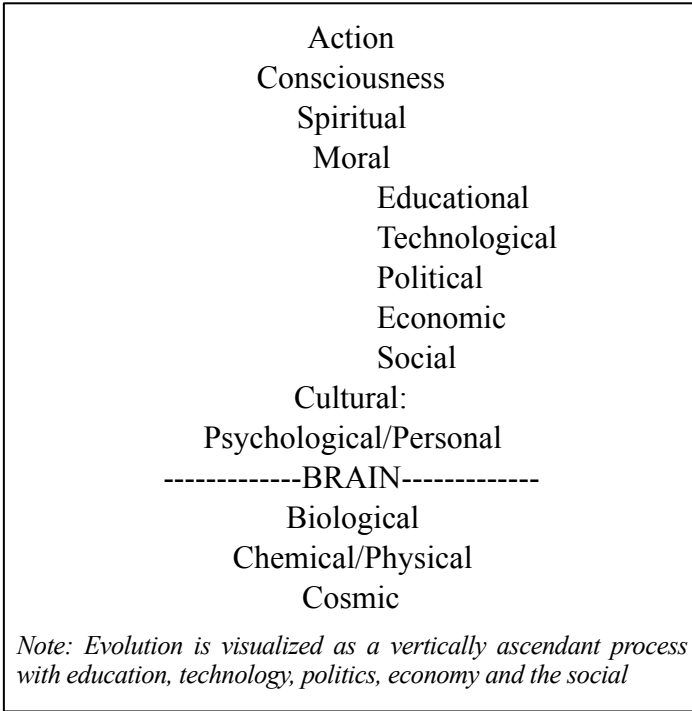 Action
Consciousness
Spiritual
Moral
Educational
Technological
Political
Economic
Social
Cultural:
Psychological/Personal
-------------BRAIN-------------
Biological
Chemical/Physical
Cosmic
Note: Evolution is visualized as a vertically ascendant process
with education, technology, politics, economy and the social